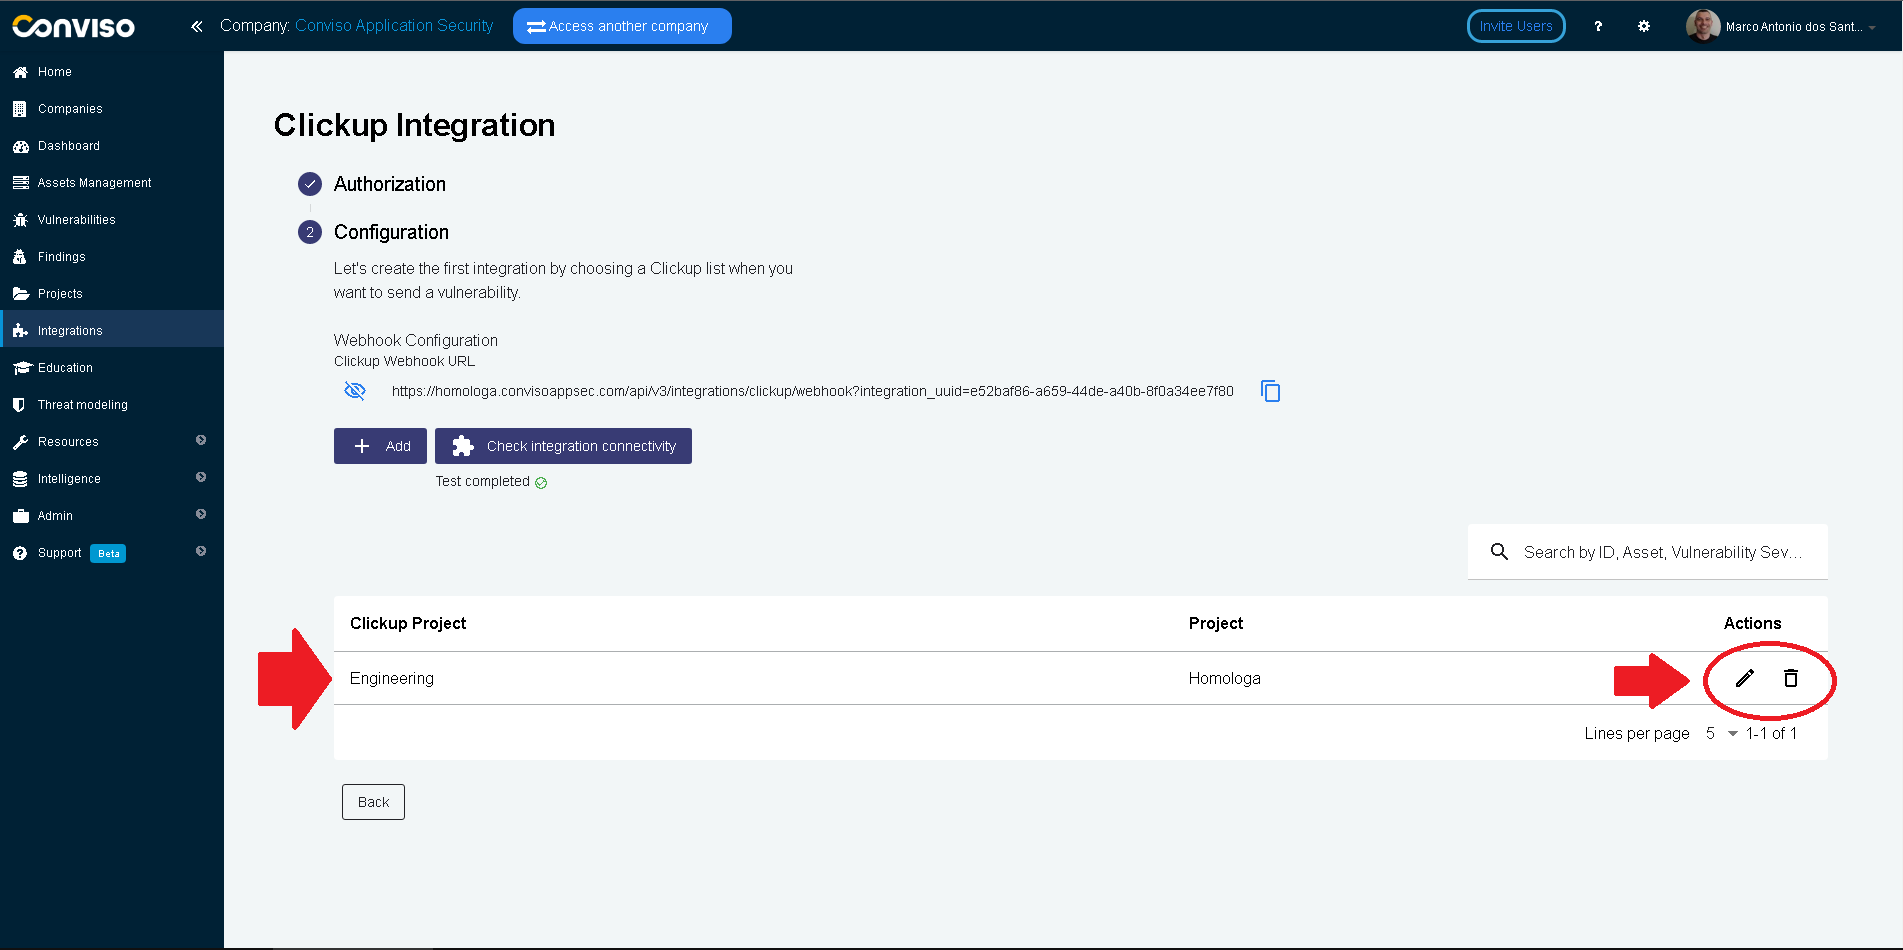 Conviso
Company: Conviso Application Security
Access another company
Invite Users
?
Marco Antonio dos Sant...
Home
Companies
Dashboard
Assets Management
Vulnerabilities
Findings
Projects
Integrations
Education
Threat modeling
Resources
Intelligence
Admin
Support Beta
Clickup Integration
Authorization
2 Configuration
Let's create the first integration by choosing a Clickup list when you
want to send a vulnerability.
Webhook Configuration
Clickup Webhook URL
https://homologa.convisoappsec.com/api/v3/integrations/clickup/webhook?integration_uuid=e52baf86-a659-44de-a40b-8f0a34ee7f80
Add
Check integration connectivity
Test completed
Search by ID, Asset, Vulnerability Sev...
Clickup Project Project Actions
Engineering Homologa
Lines per page 5 1-1 of 1
Back